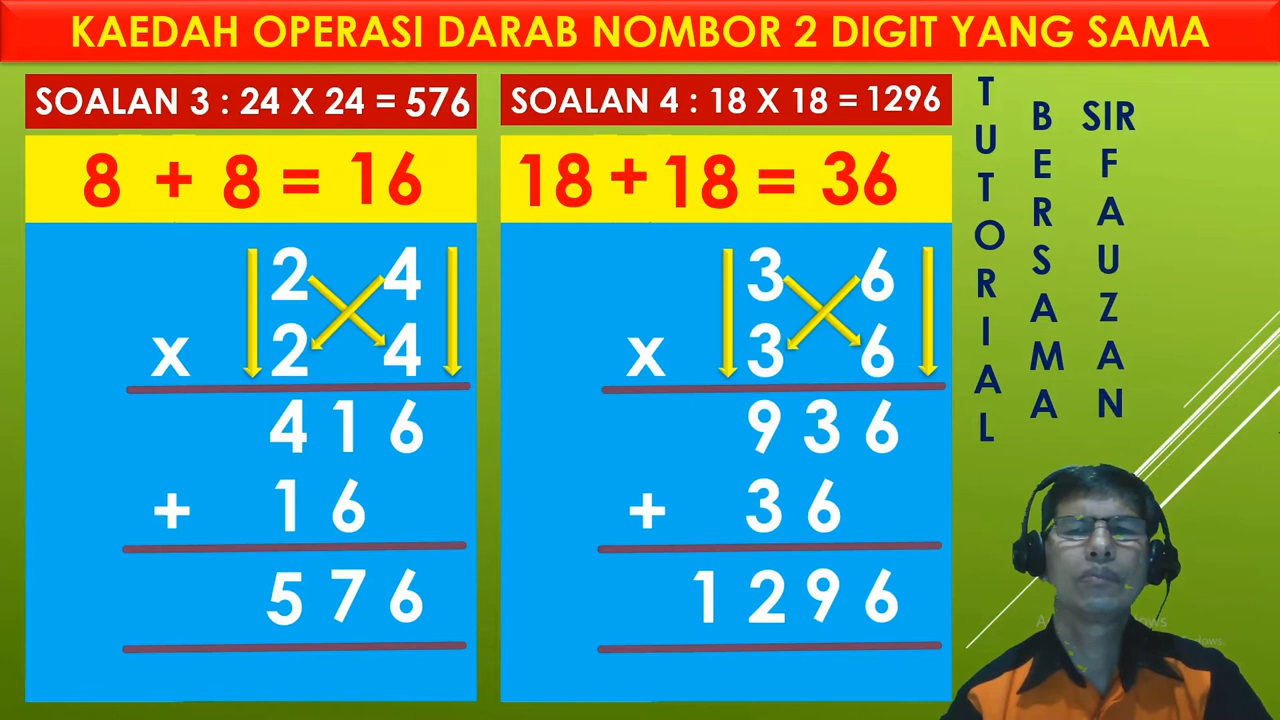 KAEDAH OPERASI DARAB NOMBOR 2 DIGIT YANG SAMA
SOALAN 3 : 24 X 24 = 576
8 + 8 = 16
2 4
x 2 4
4 1 6
+ 1 6
5 7 6
SOALAN 4 : 18 X 18 = 1296
18 + 18 = 36
3 6
x 3 6
9 3 6
+ 3 6
1 2 9 6
TUTORIAL
BERSAMA
SIR FAUZAN